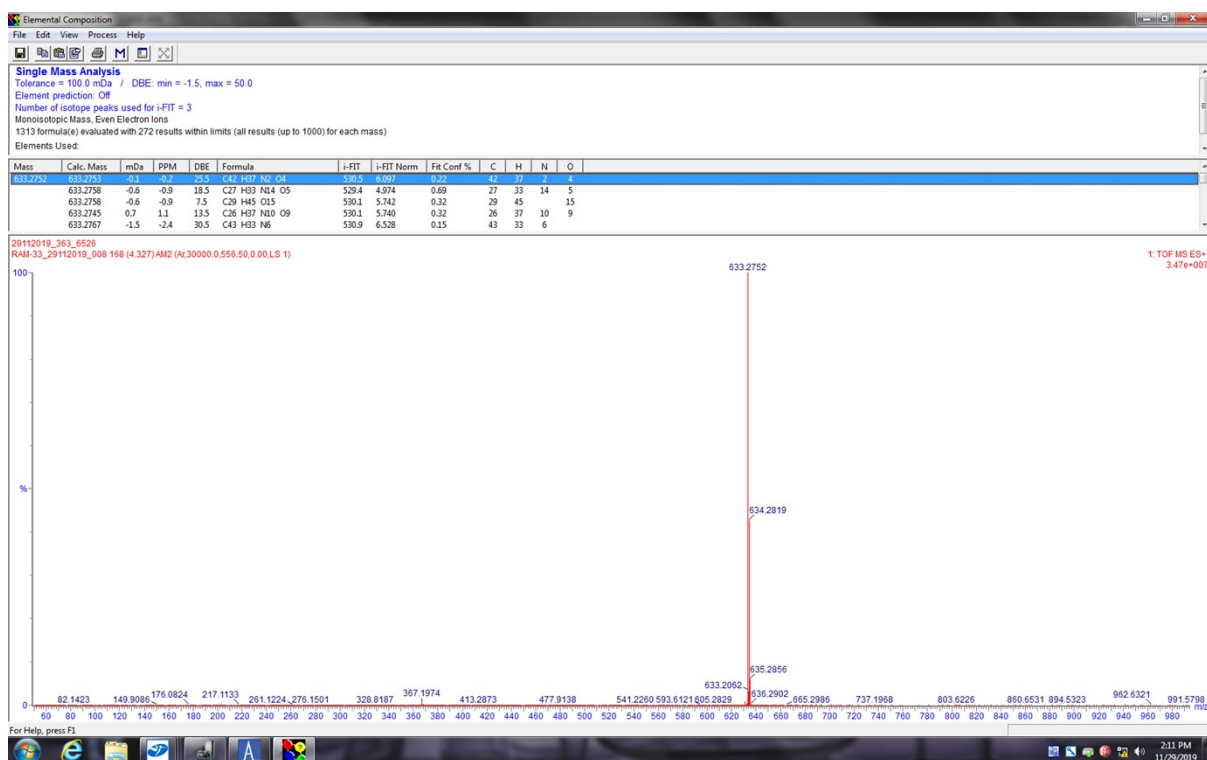 Elemental Composition
File Edit View Process Help
Single Mass Analysis
Tolerance = 100.0 mDa / DBE: min = -1.5, max = 50.0
Element prediction: Off
Number of isotope peaks used for i-FIT = 3
Monoisotopic Mass, Even Electron Ions
1313 formula(e) evaluated with 272 results within limits (all results (up to 1000) for each mass)
Elements Used:
Mass Calc. Mass mDa PPM DBE Formula i-FIT i-FIT Norm Fit Conf % C H N O
633.2752 633.2753 -0.1 -0.2 25.5 C42 H37 N2 O4 530.5 6.097 0.22 42 37 2 4
633.2758 -0.6 -0.9 18.5 C27 H33 N14 O5 529.4 4.974 0.69 27 33 14 5
633.2758 -0.6 -0.9 7.5 C29 H45 O15 530.1 5.742 0.32 29 45 15
633.2745 0.7 1.1 13.5 C26 H37 N10 O9 530.1 5.740 0.32 26 37 10 9
633.2767 -1.5 -2.4 30.5 C43 H33 N6 530.9 6.528 0.15 43 33 6
29112019_363_6526
RAM-33_29112019_008 168 (4.327) AM2 (Ar,30000.0,556.50,0.00,LS 1)
1: TOF MS ES+
3.47e+007
100
633.2752
%
634.2819
635.2856
633.2062
636.2902
0
82.1423 149.9086 176.0824 217.1133 261.1224 276.1501 328.8187 367.1974 413.2873 477.9138 541.2260 593.6121 605.2829 665.2966 737.1968 803.6226 860.6531 894.5323 962.6321 991.5798
m/z
60 80 100 120 140 160 180 200 220 240 260 280 300 320 340 360 380 400 420 440 460 480 500 520 540 560 580 600 620 640 660 680 700 720 740 760 780 800 820 840 860 880 900 920 940 960 980
For Help, press F1
2:11 PM
11/29/2019